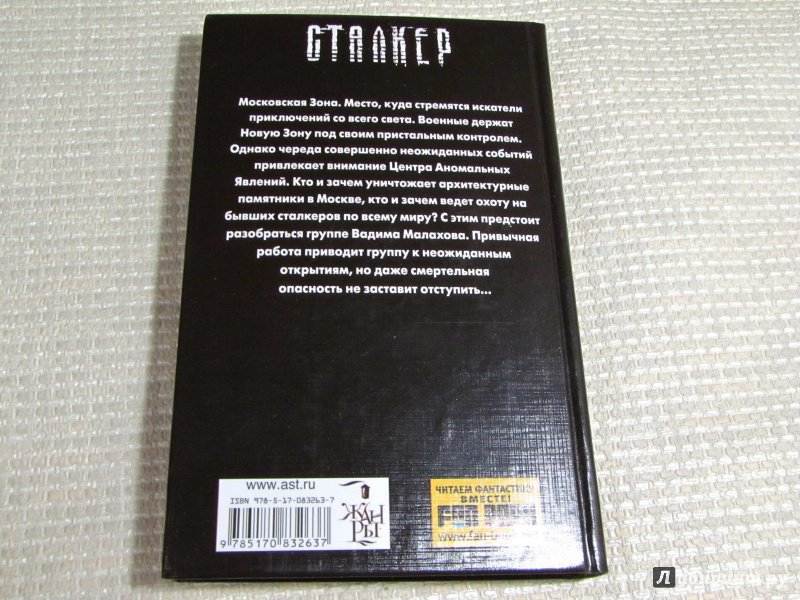 СТАЛКЕР
Московская Зона. Место, куда стремятся искатели
приключений со всего света. Военные держат
Новую Зону под своим пристальным контролем.
Однако череда совершенно неожиданных событий
привлекает внимание Центра Аномальных
Явлений. Кто и зачем уничтожает архитектурные
памятники в Москве, кто и зачем ведет охоту на
бывших сталкеров по всему миру? С этим предстоит
разобраться группе Вадима Малахова. Привычная
работа приводит группу к неожиданным
открытиям, но даже смертельная
опасность не заставит отступить...
www.ast.ru
ISBN 978-5-17-083263-7
9 785170 832637
ЖАН
РЫ
ЧИТАЕМ ФАНТАСТИКУ
ВМЕСТЕ!